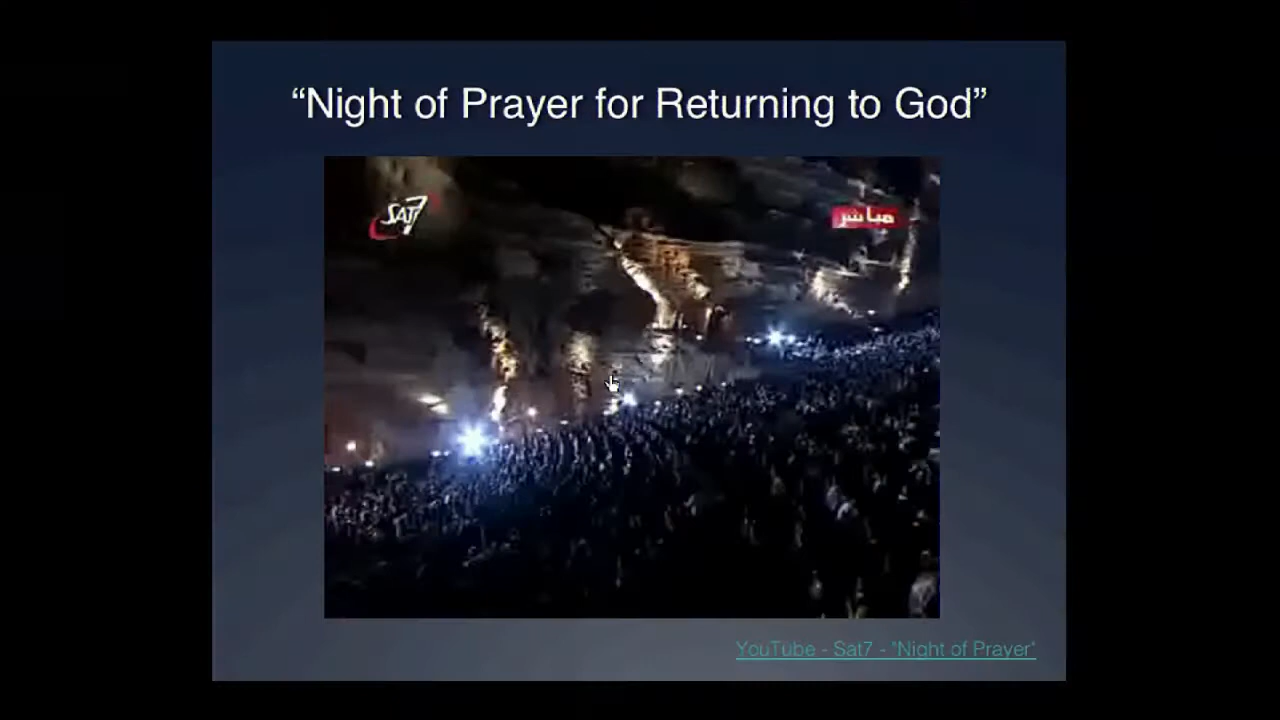 “Night of Prayer for Returning to God”
SAT7
مباشر
YouTube - Sat7 - "Night of Prayer"